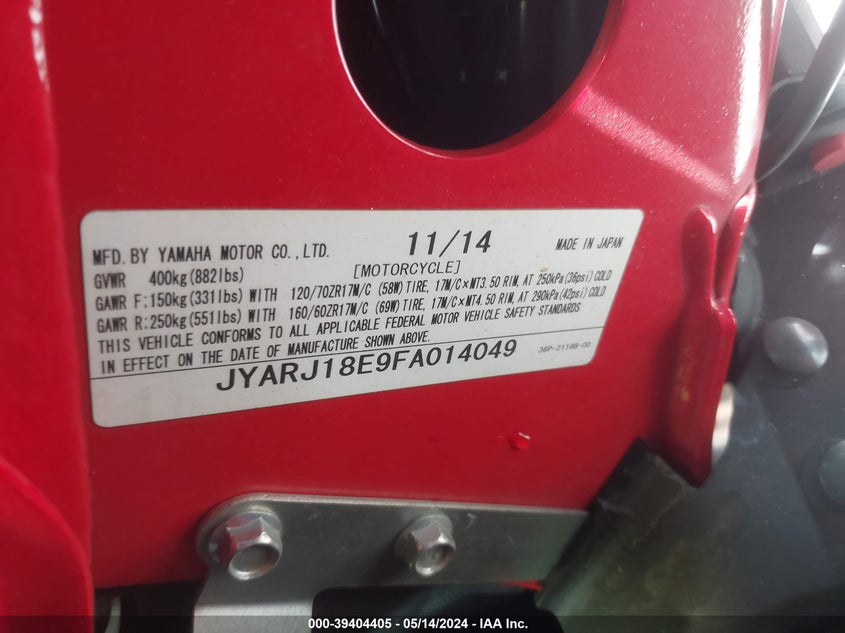 MFD. BY YAMAHA MOTOR CO., LTD. 11/14 MADE IN JAPAN
GVWR 400kg(882lbs) [MOTORCYCLE]
GAWR F:150kg(331lbs) WITH 120/70ZR17M/C (58W) TIRE, 17M/C×MT3.50 RIM, AT 250kPa(36psi) COLD
GAWR R:250kg(551lbs) WITH 160/60ZR17M/C (69W) TIRE, 17M/C×MT4.50 RIM, AT 290kPa(42psi) COLD
THIS VEHICLE CONFORMS TO ALL APPLICABLE FEDERAL MOTOR VEHICLE SAFETY STANDARDS
IN EFFECT ON THE DATE OF MANUFACTURE SHOWN ABOVE.
JYARJ18E9FA014049 36P-2118B-00
000-39404405 - 05/14/2024 - IAA Inc.